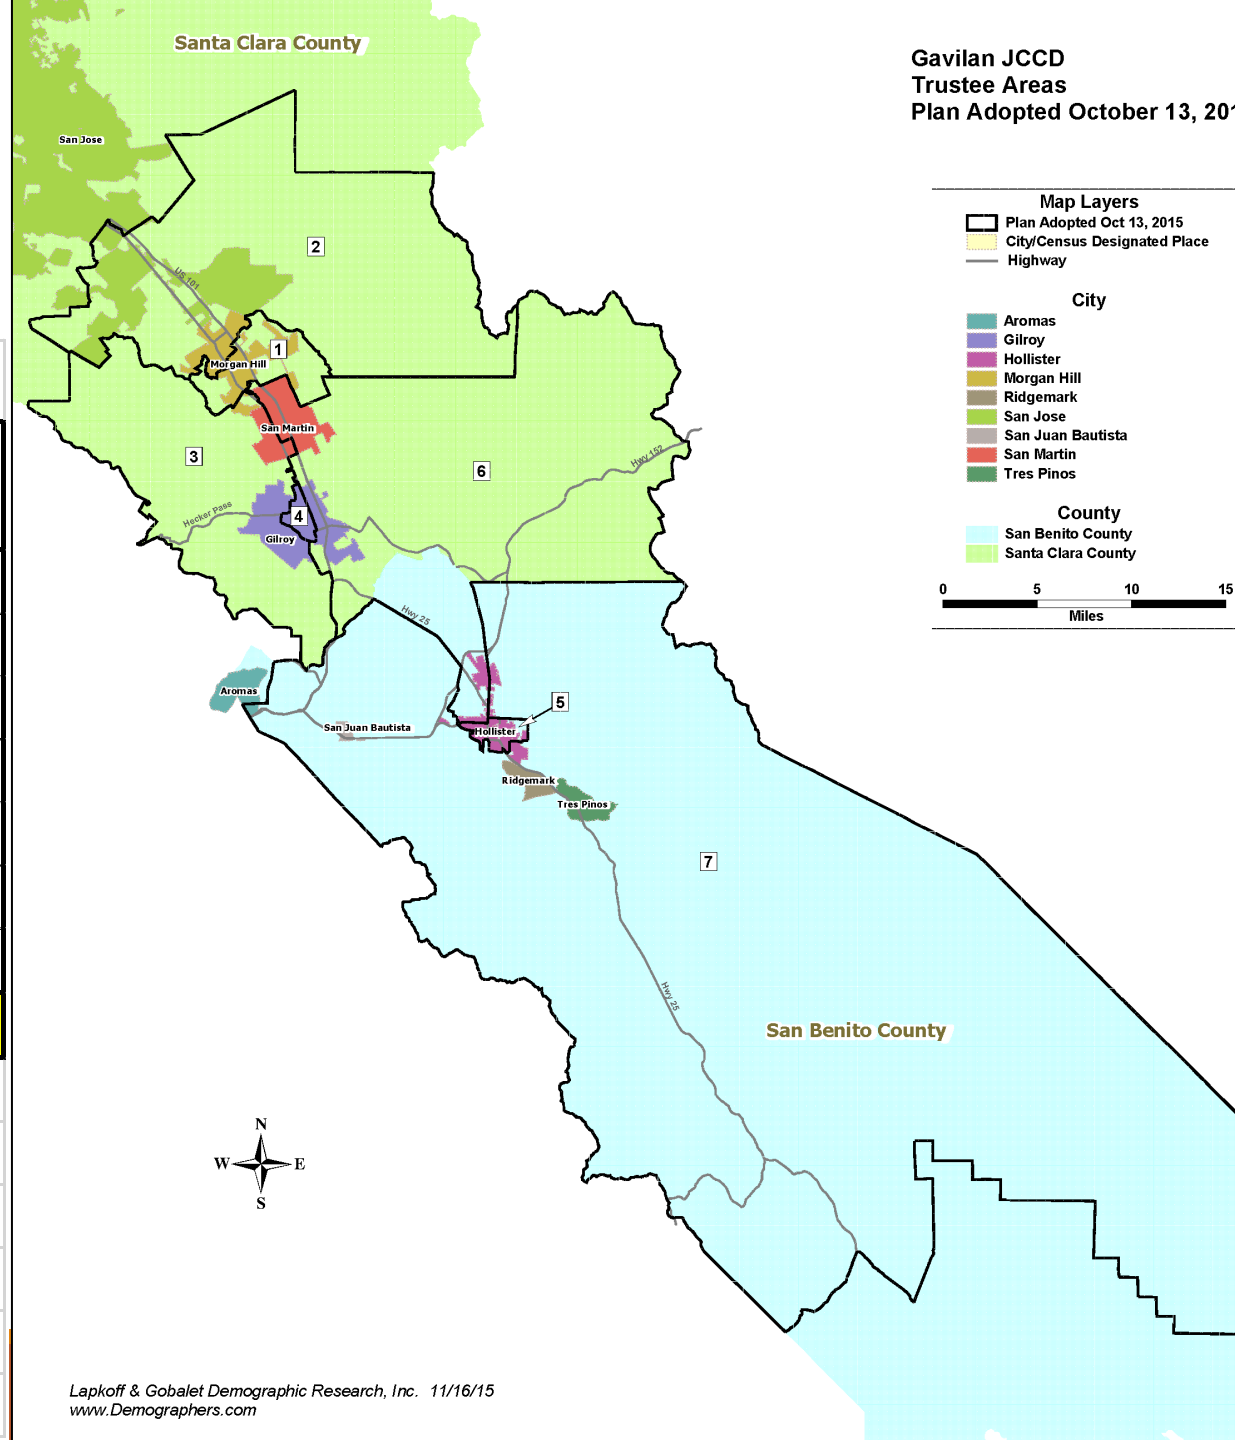 Santa Clara County
Gavilan JCCD
Trustee Areas
Plan Adopted October 13, 201
San Jose
Map Layers
Plan Adopted Oct 13, 2015
City/Census Designated Place
Highway
City
Aromas
Gilroy
Hollister
Morgan Hill
Ridgemark
San Jose
San Juan Bautista
San Martin
Tres Pinos
County
San Benito County
Santa Clara County
0 5 10 15
Miles
2
US 101
1
Morgan Hill
San Martin
3
6
Hwy 152
Hecker Pass
4
Gilroy
Hwy 25
Aromas
5
San Juan Bautista
Hollister
Ridgemark
Tres Pinos
7
Hwy 25
San Benito County
N
W E
S
Lapkoff & Gobalet Demographic Research, Inc. 11/16/15
www.Demographers.com